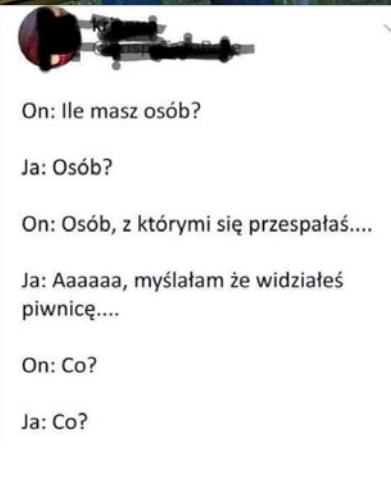 On: Ile masz osób?
Ja: Osób?
On: Osób, z którymi się przespałaś....
Ja: Aaaaaa, myślałam że widziałeś
piwnicę....
On: Co?
Ja: Co?